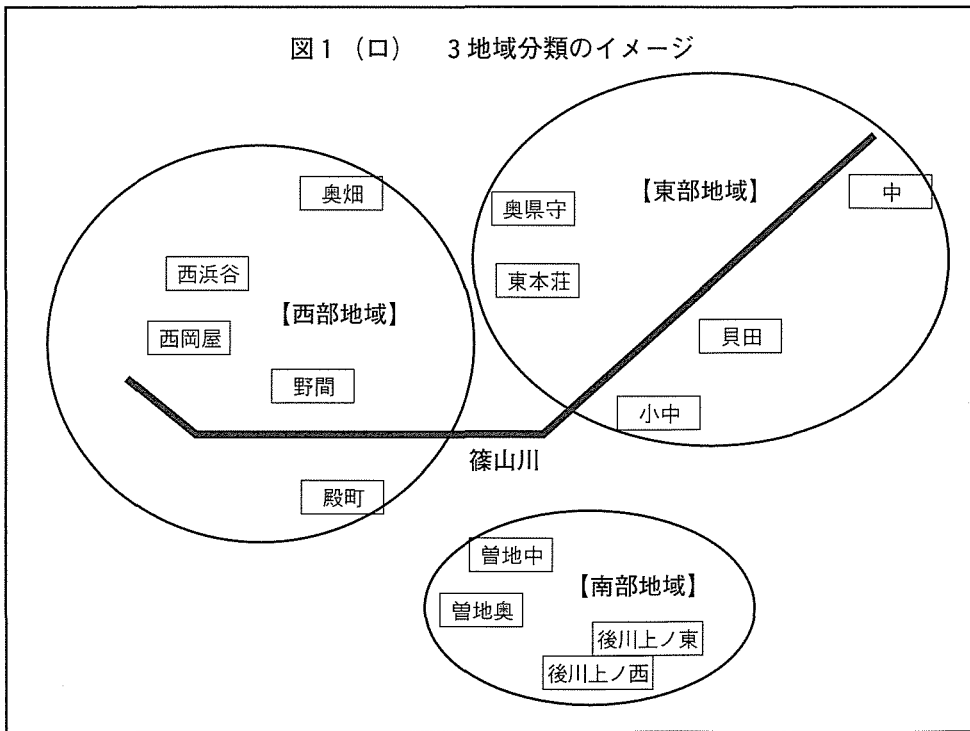 図1（ロ）　3地域分類のイメージ
奥畑
西浜谷
【西部地域】
西岡屋
野間
殿町
奥県守
【東部地域】
中
東本荘
貝田
小中
篠山川
曽地中
【南部地域】
曽地奥
後川上ノ東
後川上ノ西